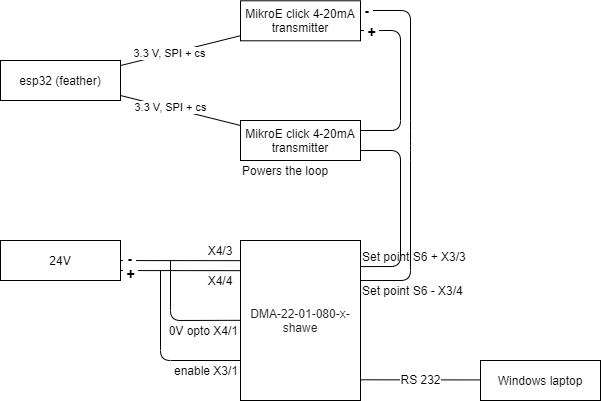 MikroE click 4-20mA
transmitter
-
+
3.3 V, SPI + cs
esp32 (feather)
3.3 V, SPI + cs
MikroE click 4-20mA
transmitter
Powers the loop
X4/3
24V
-
+
Set point S6 + X3/3
X4/4
Set point S6 - X3/4
DMA-22-01-080-x-
shawe
0V opto X4/1
enable X3/1
RS 232
Windows laptop